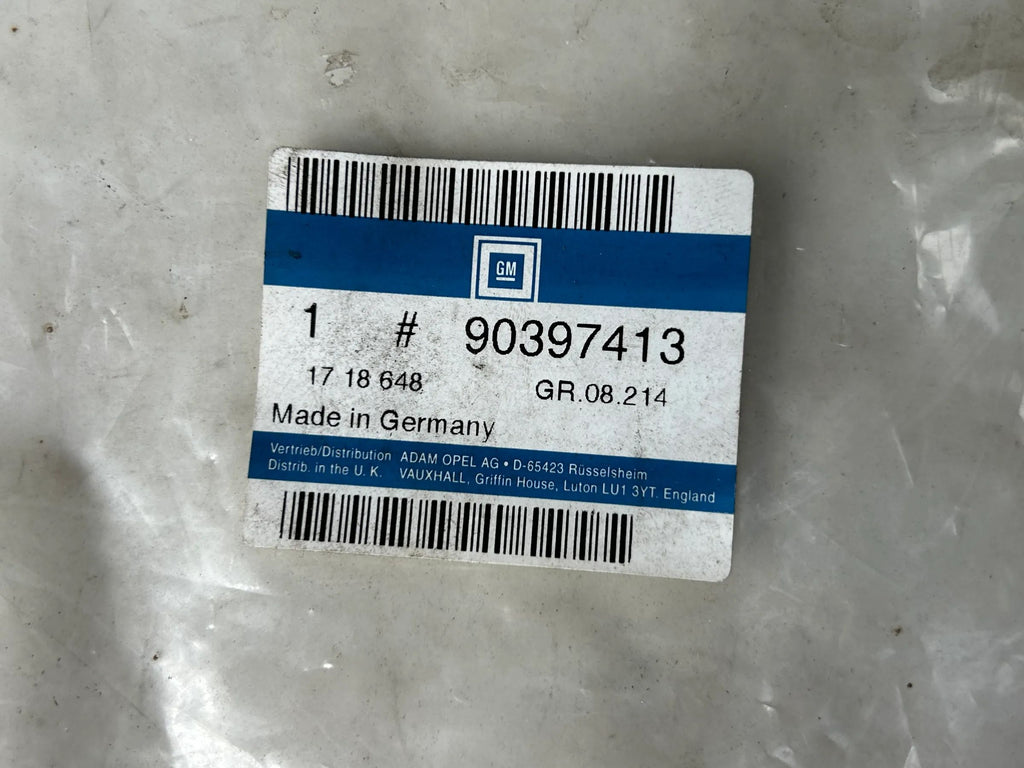 GM
1 # 90397413
17 18 648 GR.08.214
Made in Germany
Vertrieb/Distribution ADAM OPEL AG • D-65423 Rüsselsheim
Distrib. in the U. K. VAUXHALL, Griffin House, Luton LU1 3YT. England